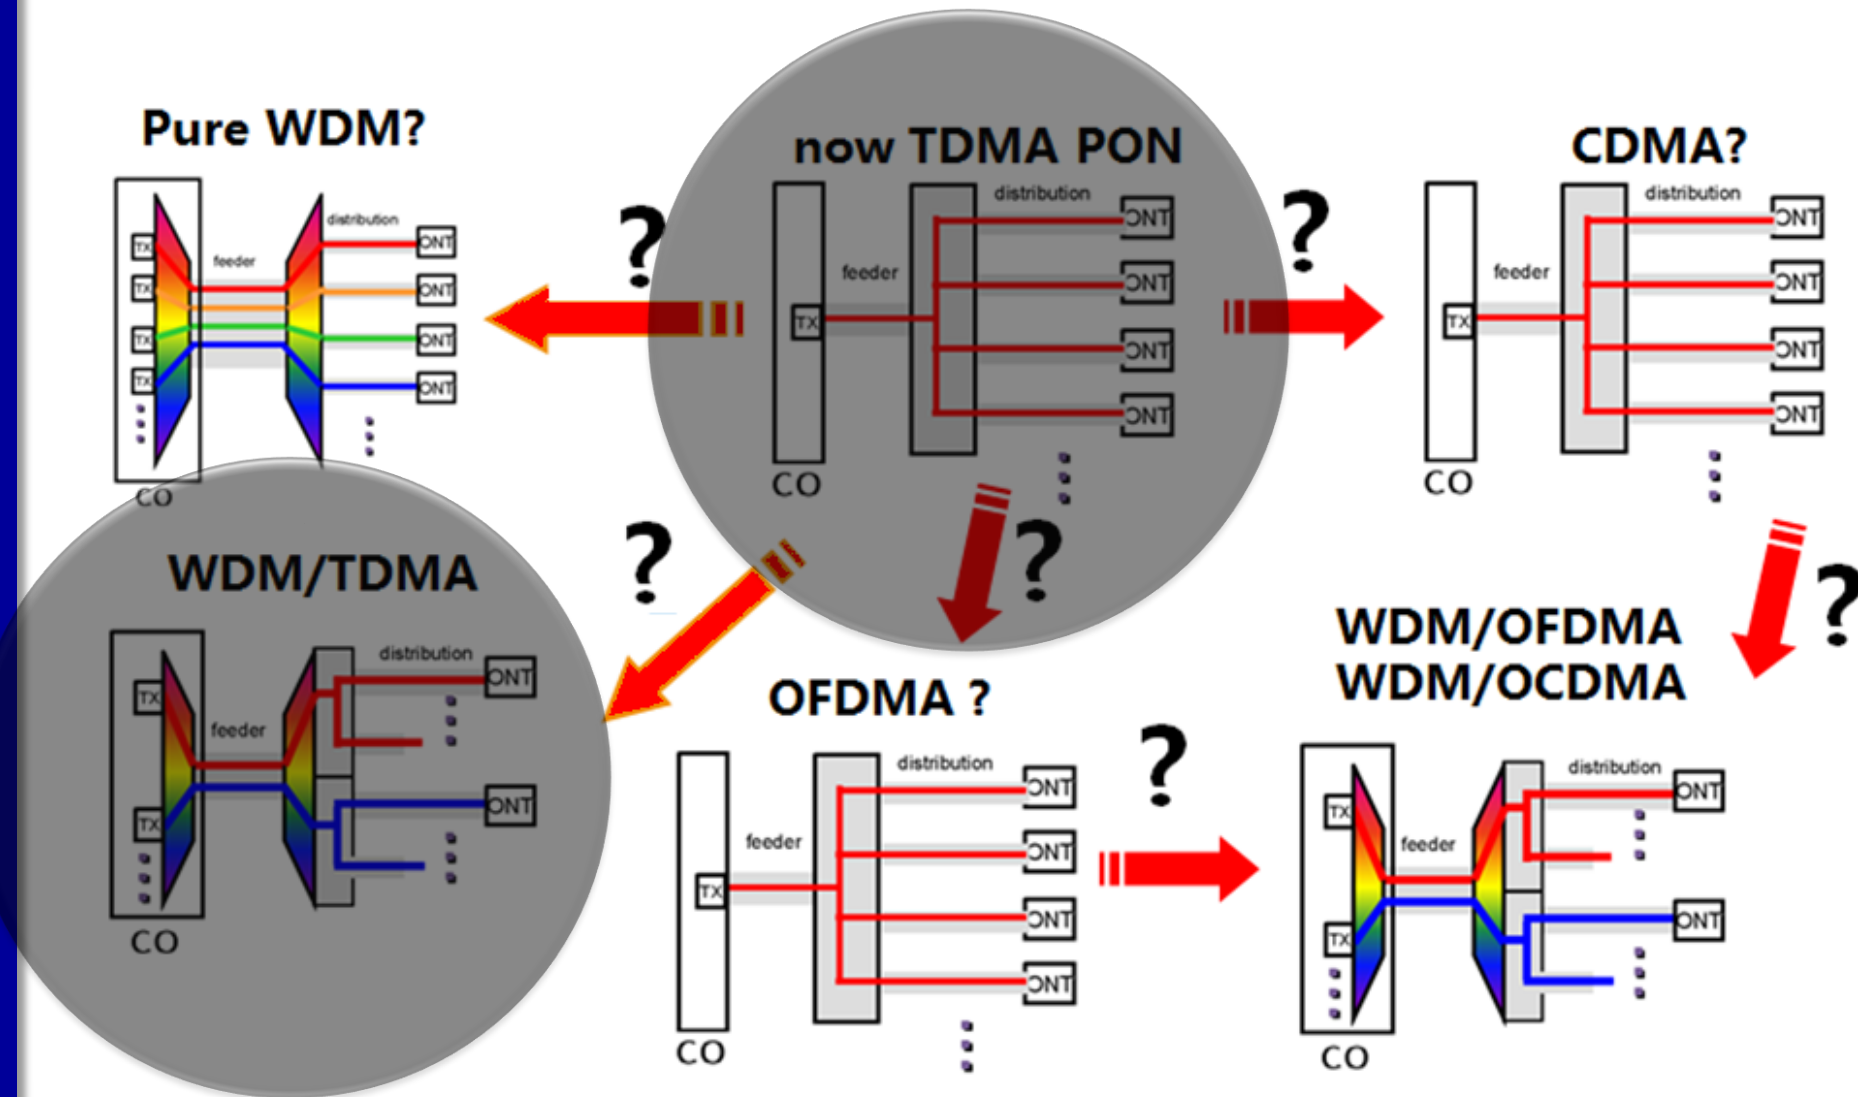 Pure WDM?
distribution
feeder
TX
TX
TX
TX
ONT
ONT
ONT
ONT
CO
?
now TDMA PON
distribution
feeder
TX
ONT
ONT
ONT
ONT
CO
?
CDMA?
distribution
feeder
TX
ONT
ONT
ONT
ONT
CO
?
?
?
WDM/TDMA
distribution
feeder
TX
TX
ONT
ONT
CO
OFDMA ?
distribution
feeder
TX
ONT
ONT
ONT
ONT
CO
?
WDM/OFDMA
WDM/OCDMA
distribution
feeder
TX
TX
ONT
ONT
CO